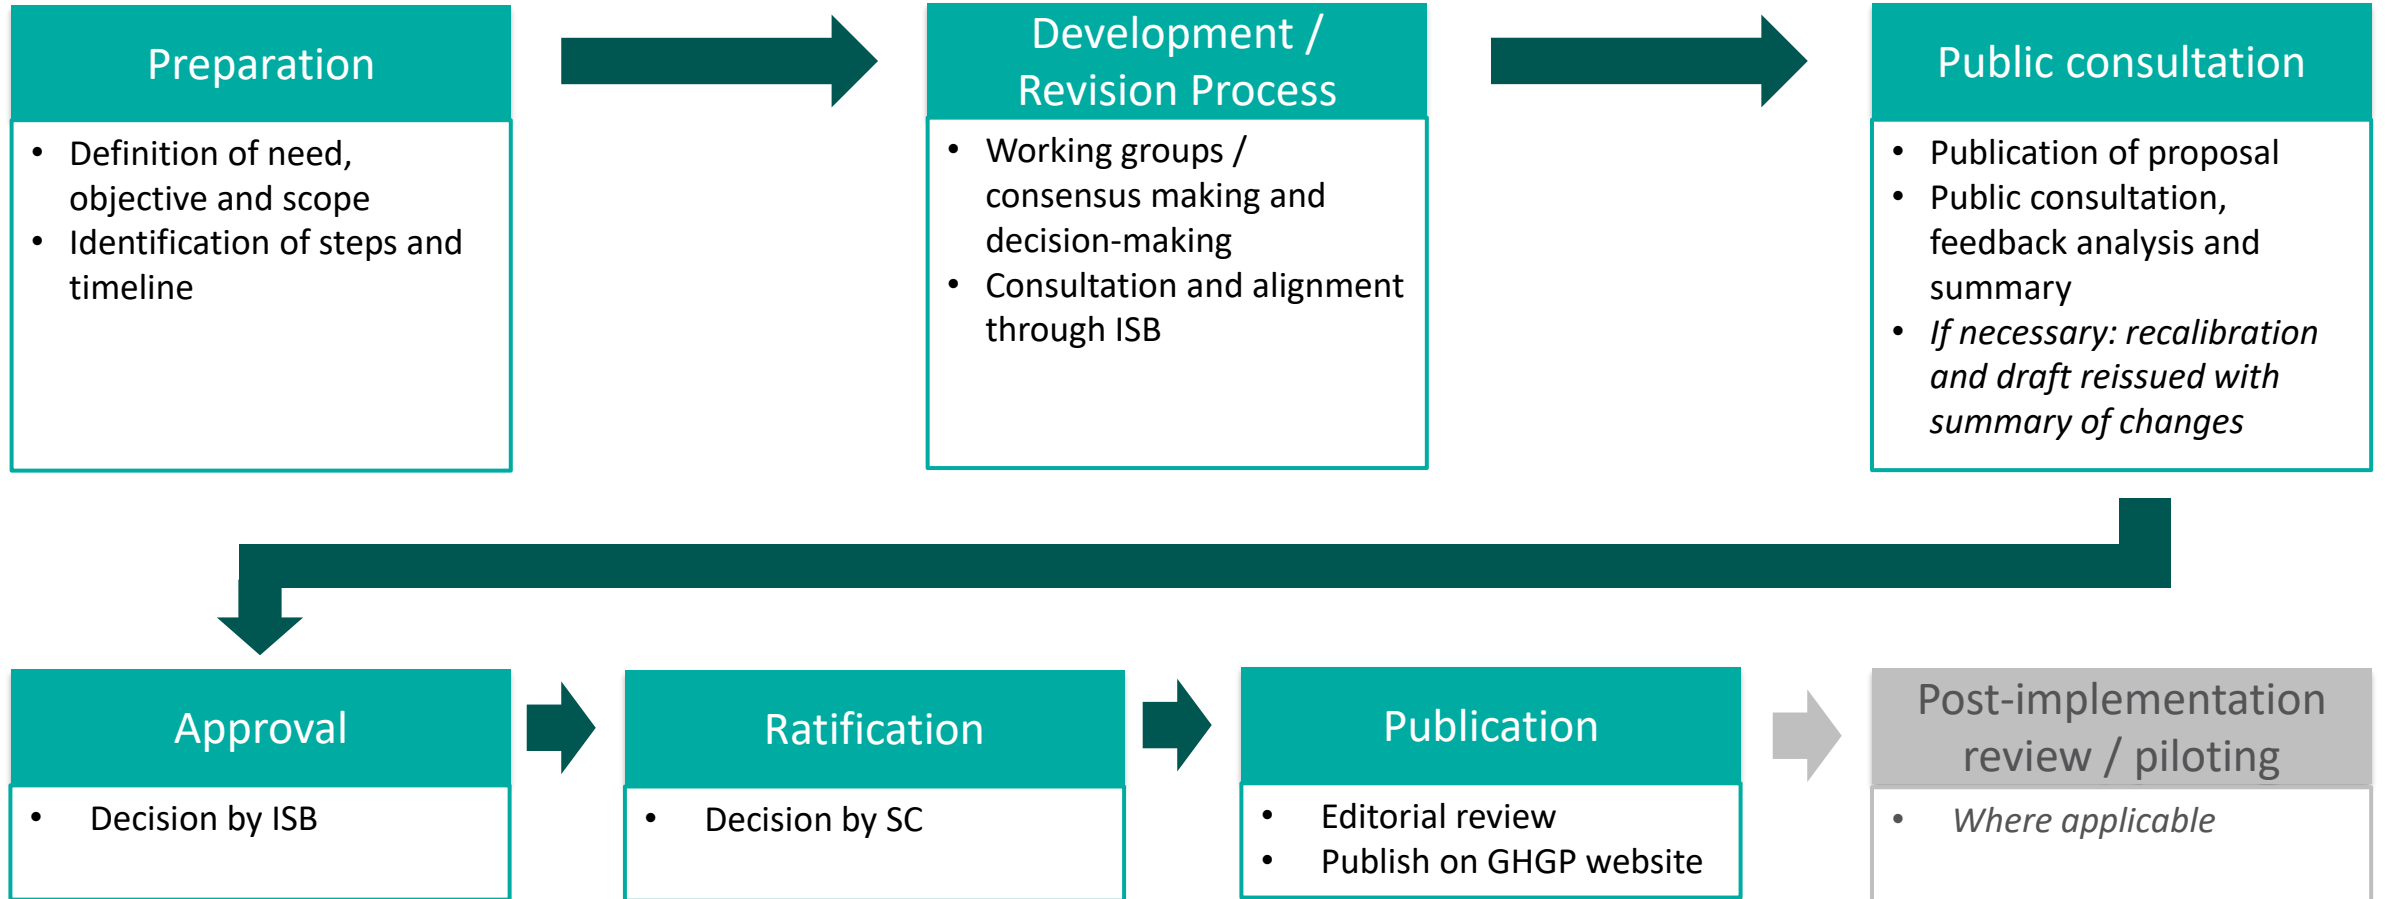 Preparation
• Definition of need,
objective and scope
• Identification of steps and
timeline
Development /
Revision Process
• Working groups /
consensus making and
decision-making
• Consultation and alignment
through ISB
Public consultation
• Publication of proposal
• Public consultation,
feedback analysis and
summary
• If necessary: recalibration
and draft reissued with
summary of changes
Approval
• Decision by ISB
Ratification
• Decision by SC
Publication
• Editorial review
• Publish on GHGP website
Post-implementation
review / piloting
• Where applicable